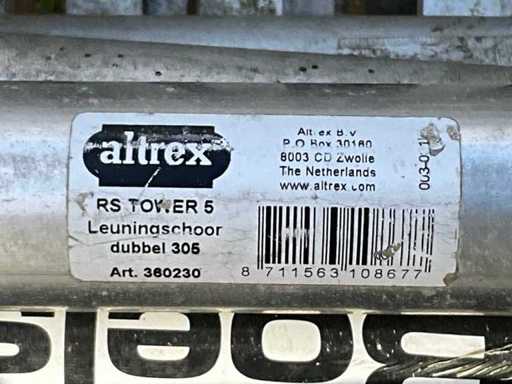 altrex
RS TOWER 5
Leuningschoor
dubbel 305
Art. 360230
Altrex B.V
P.O.Box 30160
8003 CD Zwolle
The Netherlands
www.altrex.com
8 711563 108677